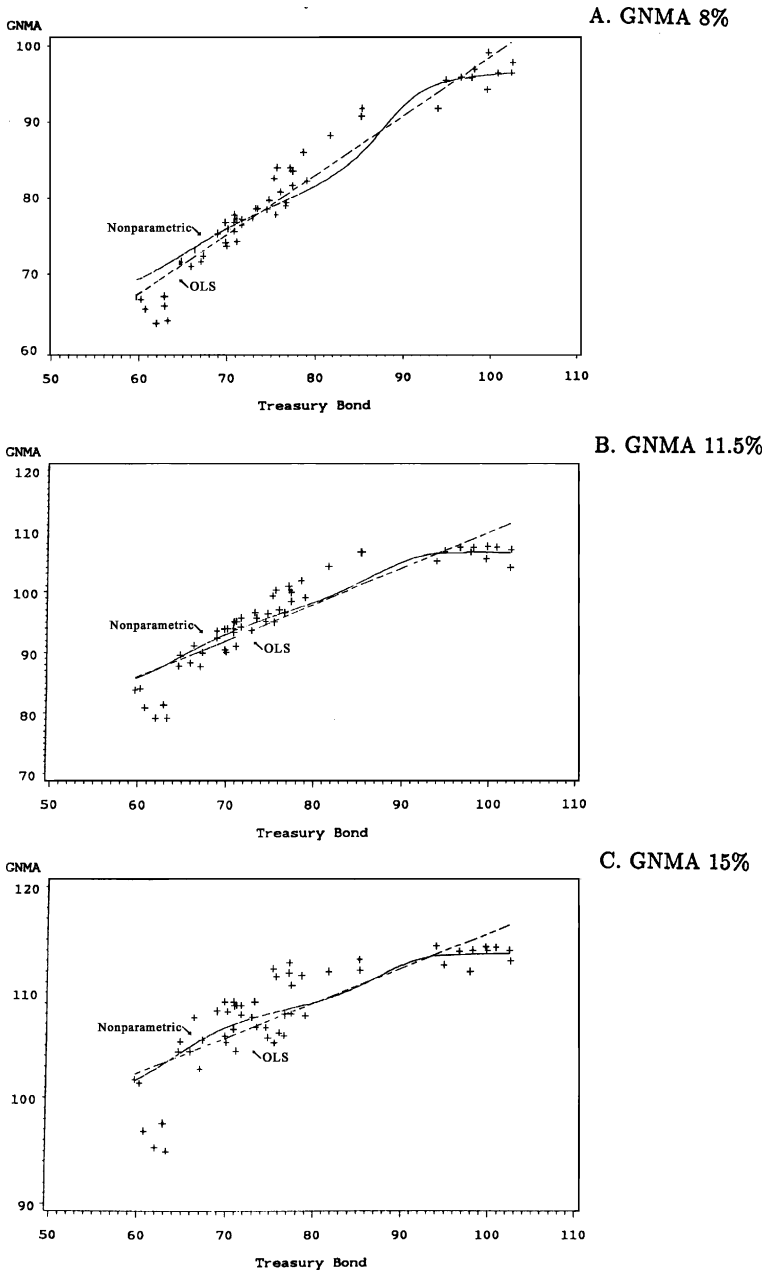 A. GNMA 8%
GNMA
100
90
80
70
60
Nonparametric
OLS
50 60 70 80 90 100 110
Treasury Bond
B. GNMA 11.5%
GNMA
120
110
100
90
80
70
Nonparametric
OLS
50 60 70 80 90 100 110
Treasury Bond
C. GNMA 15%
GNMA
120
110
100
90
Nonparametric
OLS
50 60 70 80 90 100 110
Treasury Bond